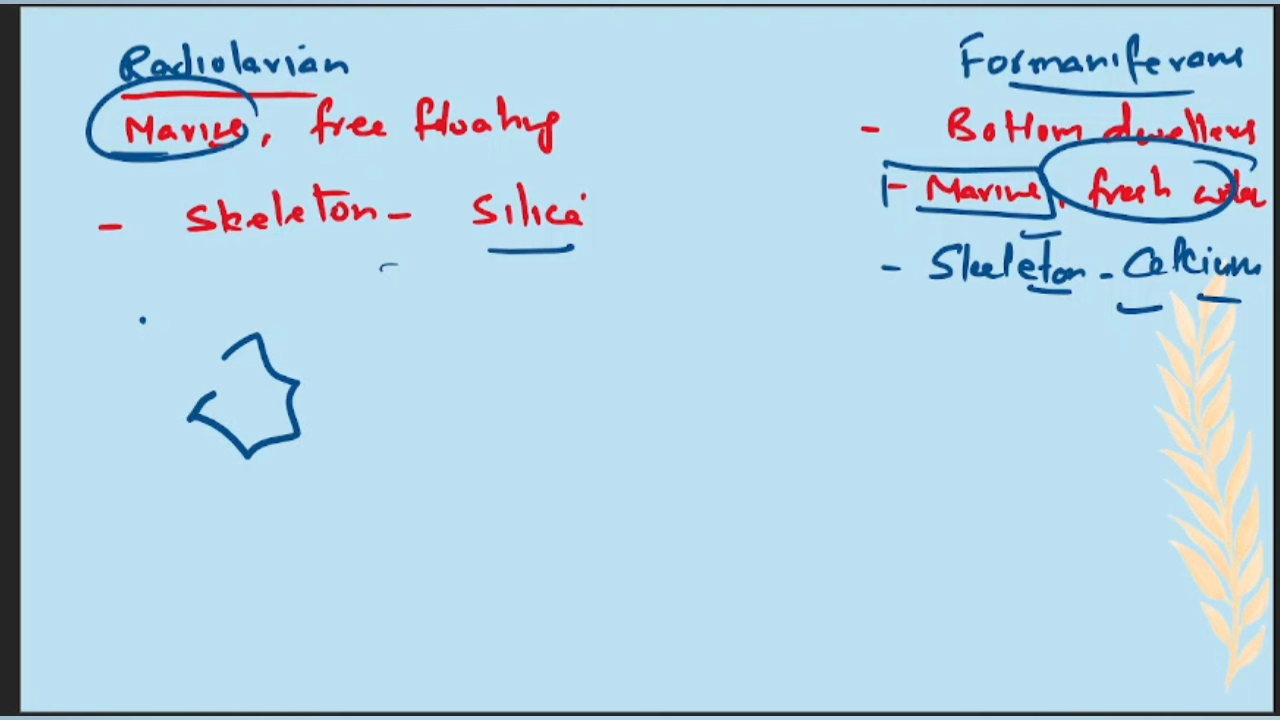 Radiolarian
Marine, free floating
- Skeleton - Silica
Formaniferans
- Bottom dwellers
- Marine, fresh water
- Skeleton - Calcium